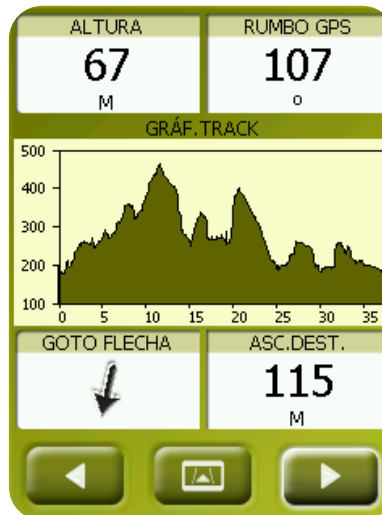 ALTURA
67
M
RUMBO GPS
107
o
GRÁF.TRACK
500
400
300
200
100
0 5 10 15 20 25 30 35
GOTO FLECHA
ASC.DEST.
115
M